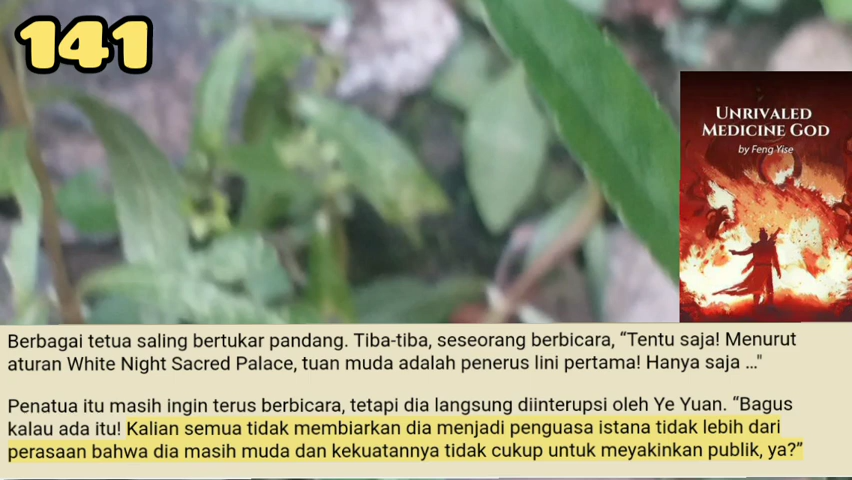 141
UNRIVALED
MEDICINE GOD
by Feng Yise
Berbagai tetua saling bertukar pandang. Tiba-tiba, seseorang berbicara, “Tentu saja! Menurut
aturan White Night Sacred Palace, tuan muda adalah penerus lini pertama! Hanya saja ..."
Penatua itu masih ingin terus berbicara, tetapi dia langsung diinterupsi oleh Ye Yuan. “Bagus
kalau ada itu! Kalian semua tidak membiarkan dia menjadi penguasa istana tidak lebih dari
perasaan bahwa dia masih muda dan kekuatannya tidak cukup untuk meyakinkan publik, ya?”